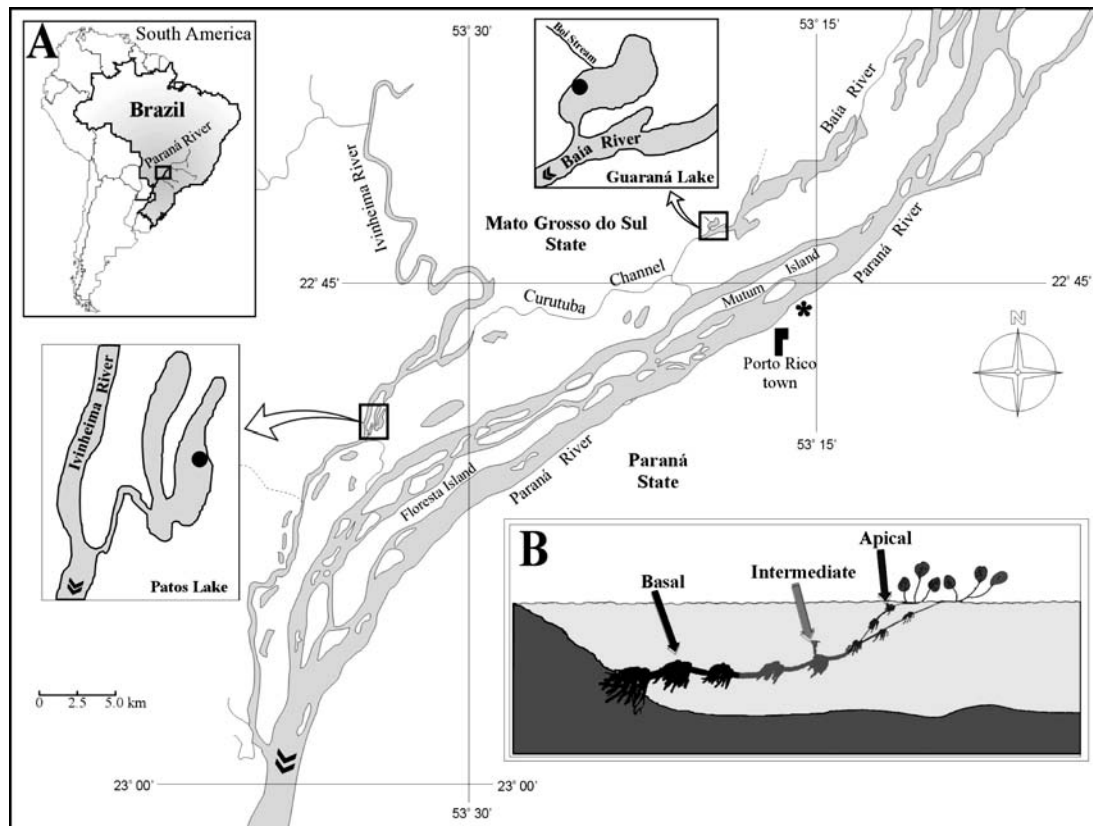 A
South America
Brazil
Paraná River
53° 30'
53° 15'
Boi Stream
Baia River
Guaraná Lake
Baia River
Ivinheima River
Mato Grosso do Sul
State
Paraná River
22° 45'
22° 45'
Curutuba Channel
Mutum Island
*
Porto Rico
town
N
53° 15'
Ivinheima River
Patos Lake
Floresta Island
Paraná River
Paraná
State
B
Basal
Intermediate
Apical
0 2.5 5.0 km
23° 00'
23° 00'
53° 30'